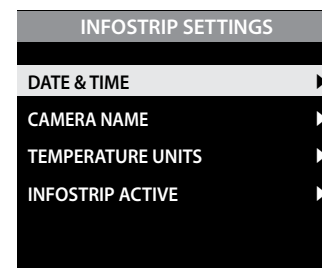 INFOSTRIP SETTINGS
DATE & TIME
CAMERA NAME
TEMPERATURE UNITS
INFOSTRIP ACTIVE